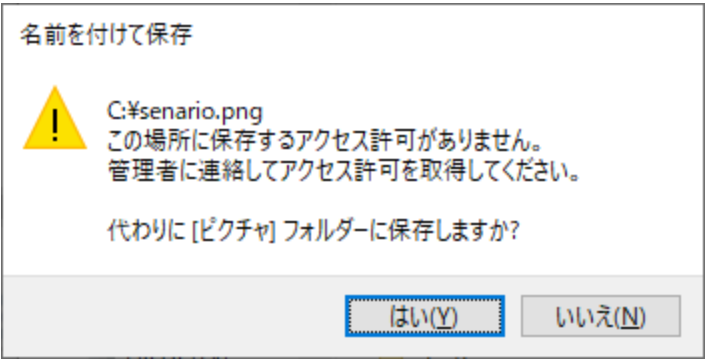 名前を付けて保存
C:¥senario.png
この場所に保存するアクセス許可がありません。
管理者に連絡してアクセス許可を取得してください。
代わりに [ピクチャ] フォルダーに保存しますか?
はい(Y)
いいえ(N)